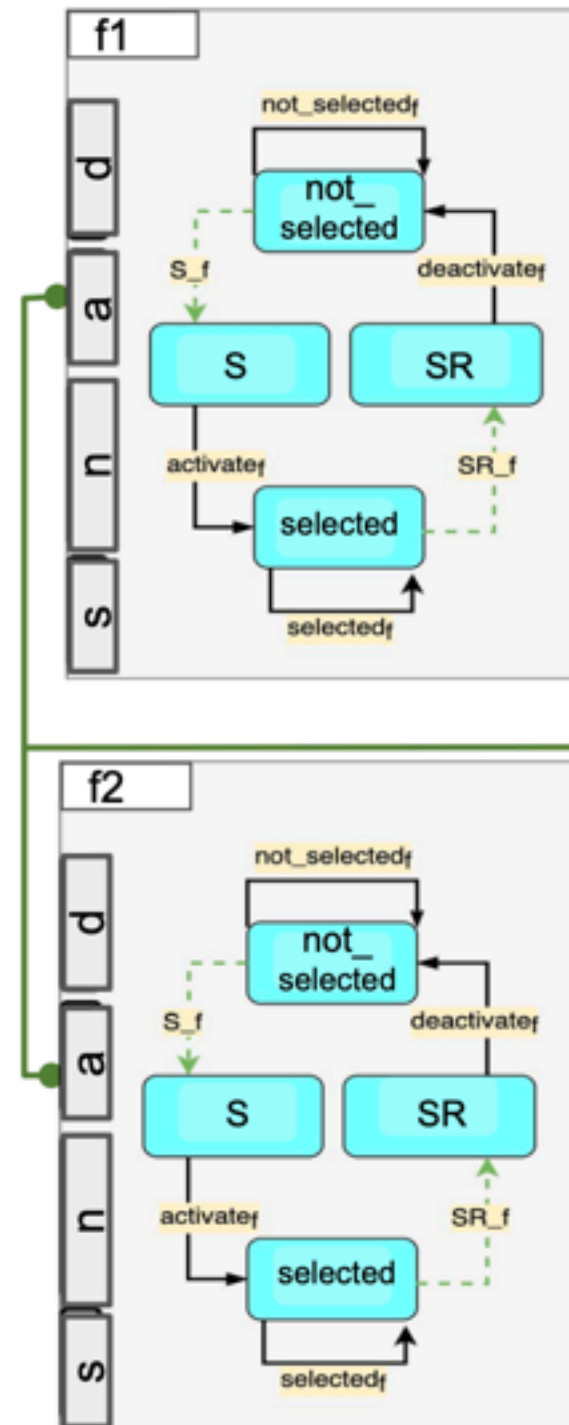 f1
not_selectedf
d
not_
selected
S_f
deactivatef
a
S
SR
n
activatef
SR_f
selected
s
selectedf
f2
not_selectedf
d
not_
selected
S_f
deactivatef
a
S
SR
n
activatef
SR_f
selected
s
selectedf